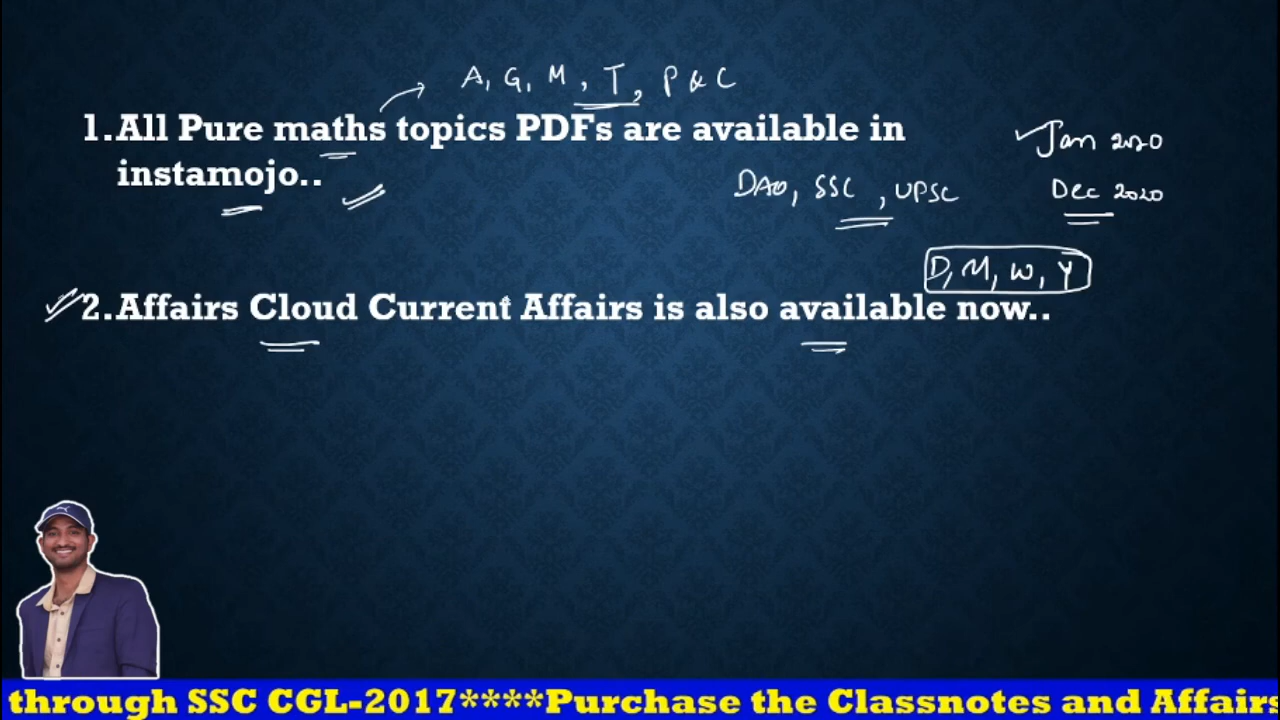 A, G, M, T, P & C
1.All Pure maths topics PDFs are available in
instamojo..
Jan 2020
DAO, SSC, UPSC
Dec 2020
D, M, W, Y
2.Affairs Cloud Current Affairs is also available now..
through SSC CGL-2017****Purchase the Classnotes and Affairs